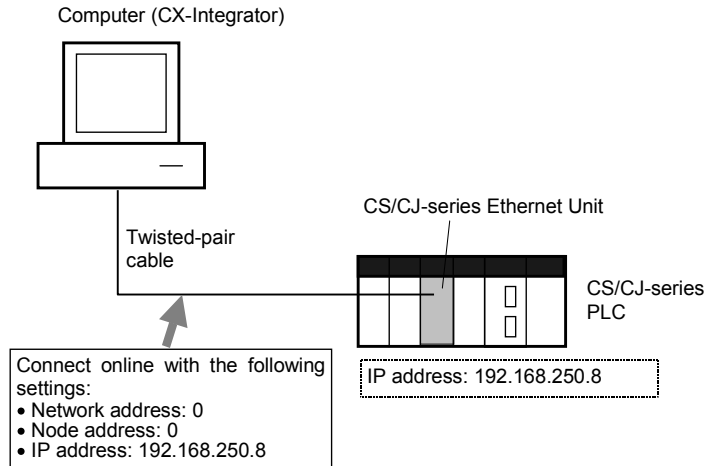 Computer (CX-Integrator)
CS/CJ-series Ethernet Unit
Twisted-pair
cable
CS/CJ-series
PLC
Connect online with the following
settings:
• Network address: 0
• Node address: 0
• IP address: 192.168.250.8
IP address: 192.168.250.8